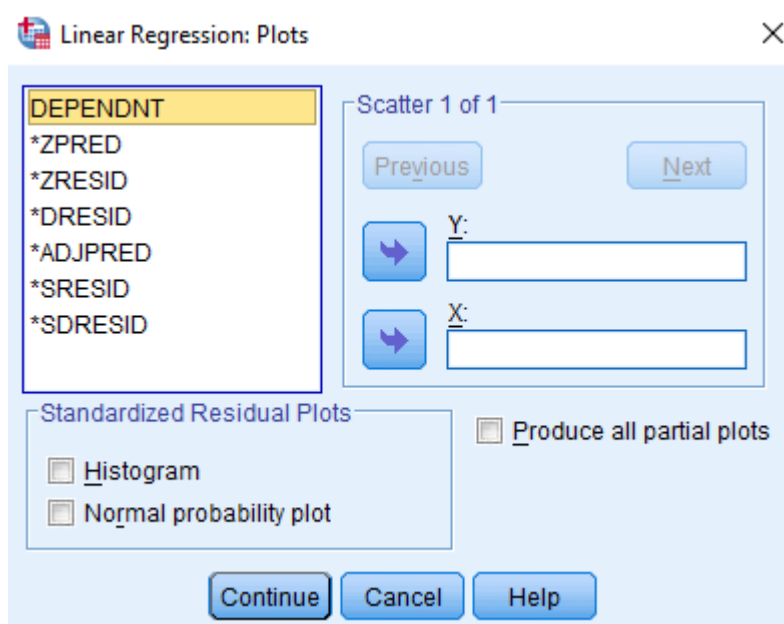 Linear Regression: Plots
DEPENDNT
*ZPRED
*ZRESID
*DRESID
*ADJPRED
*SRESID
*SDRESID
Scatter 1 of 1
Previous Next
Y:
X:
Standardized Residual Plots
Histogram
Normal probability plot
Produce all partial plots
Continue Cancel Help